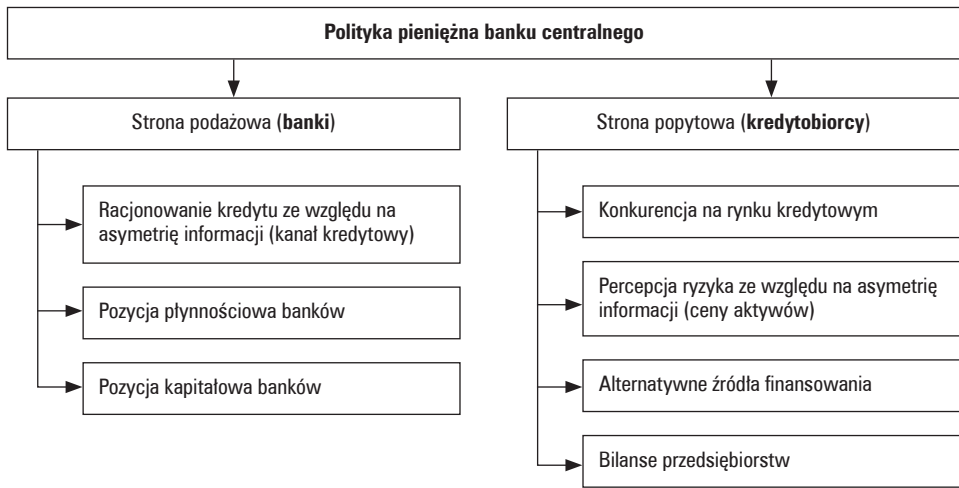 Polityka pieniężna banku centralnego
Strona podażowa (banki)
Racjonowanie kredytu ze względu na
asymetrię informacji (kanał kredytowy)
Pozycja płynnościowa banków
Pozycja kapitałowa banków
Strona popytowa (kredytobiorcy)
Konkurencja na rynku kredytowym
Percepcja ryzyka ze względu na asymetrię
informacji (ceny aktywów)
Alternatywne źródła finansowania
Bilanse przedsiębiorstw